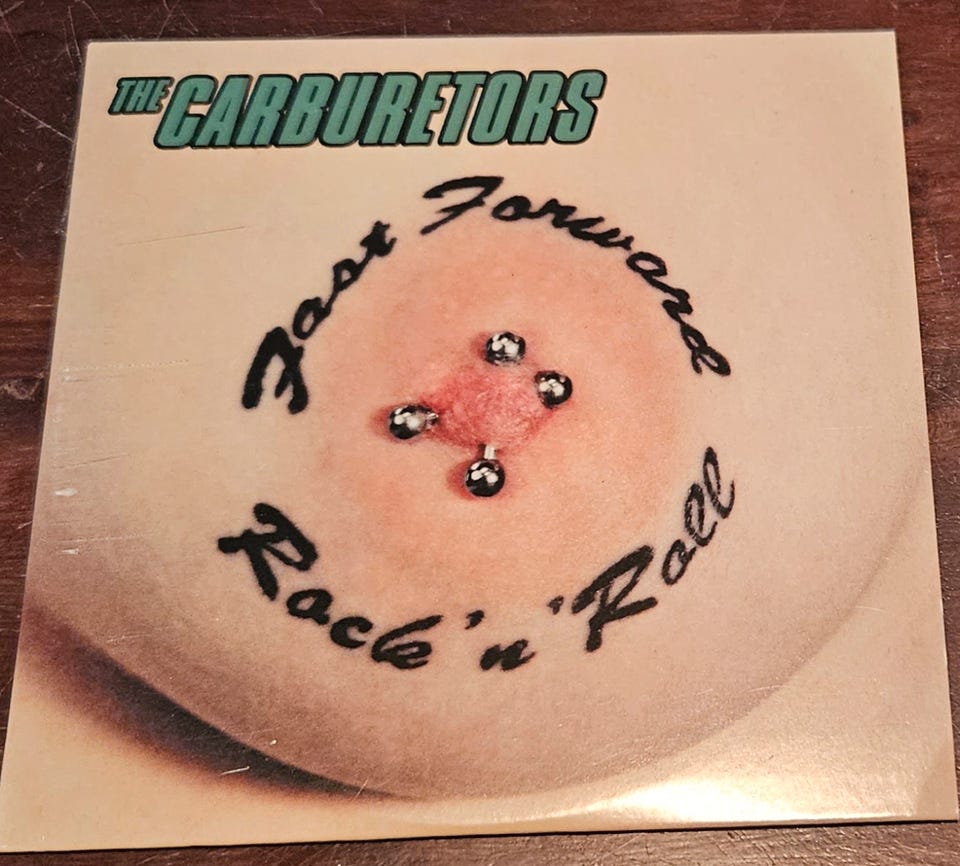 THE CARBURETORS
Fast Forward
Rock 'n' Roll